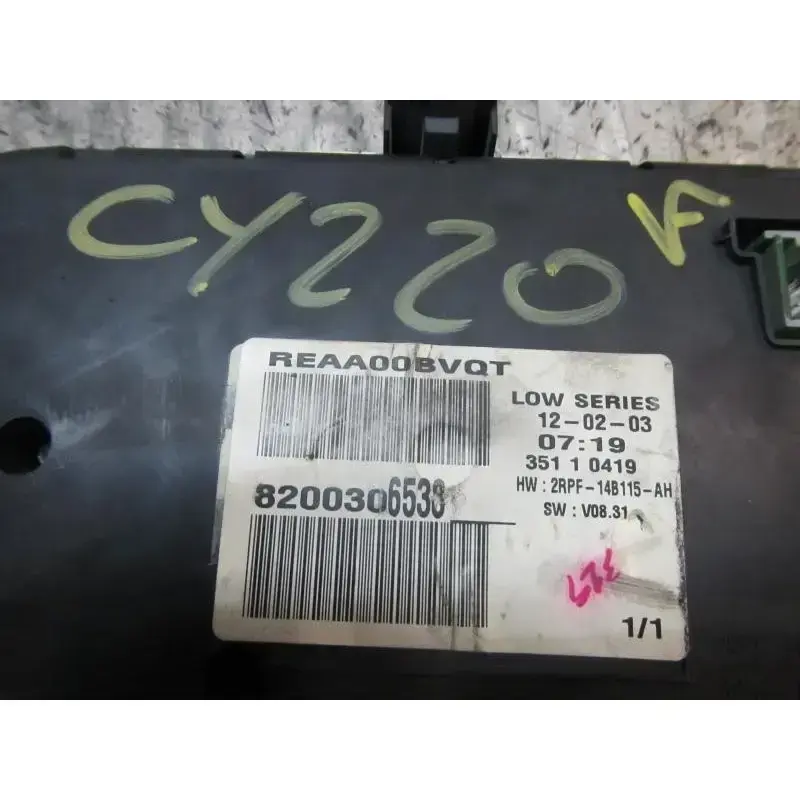 CY220 V
REAA00BVQT
LOW SERIES
12-02-03
07:19
351 1 0419
HW : 2RPF-14B115-AH
SW : V08.31
8200306538
1/1